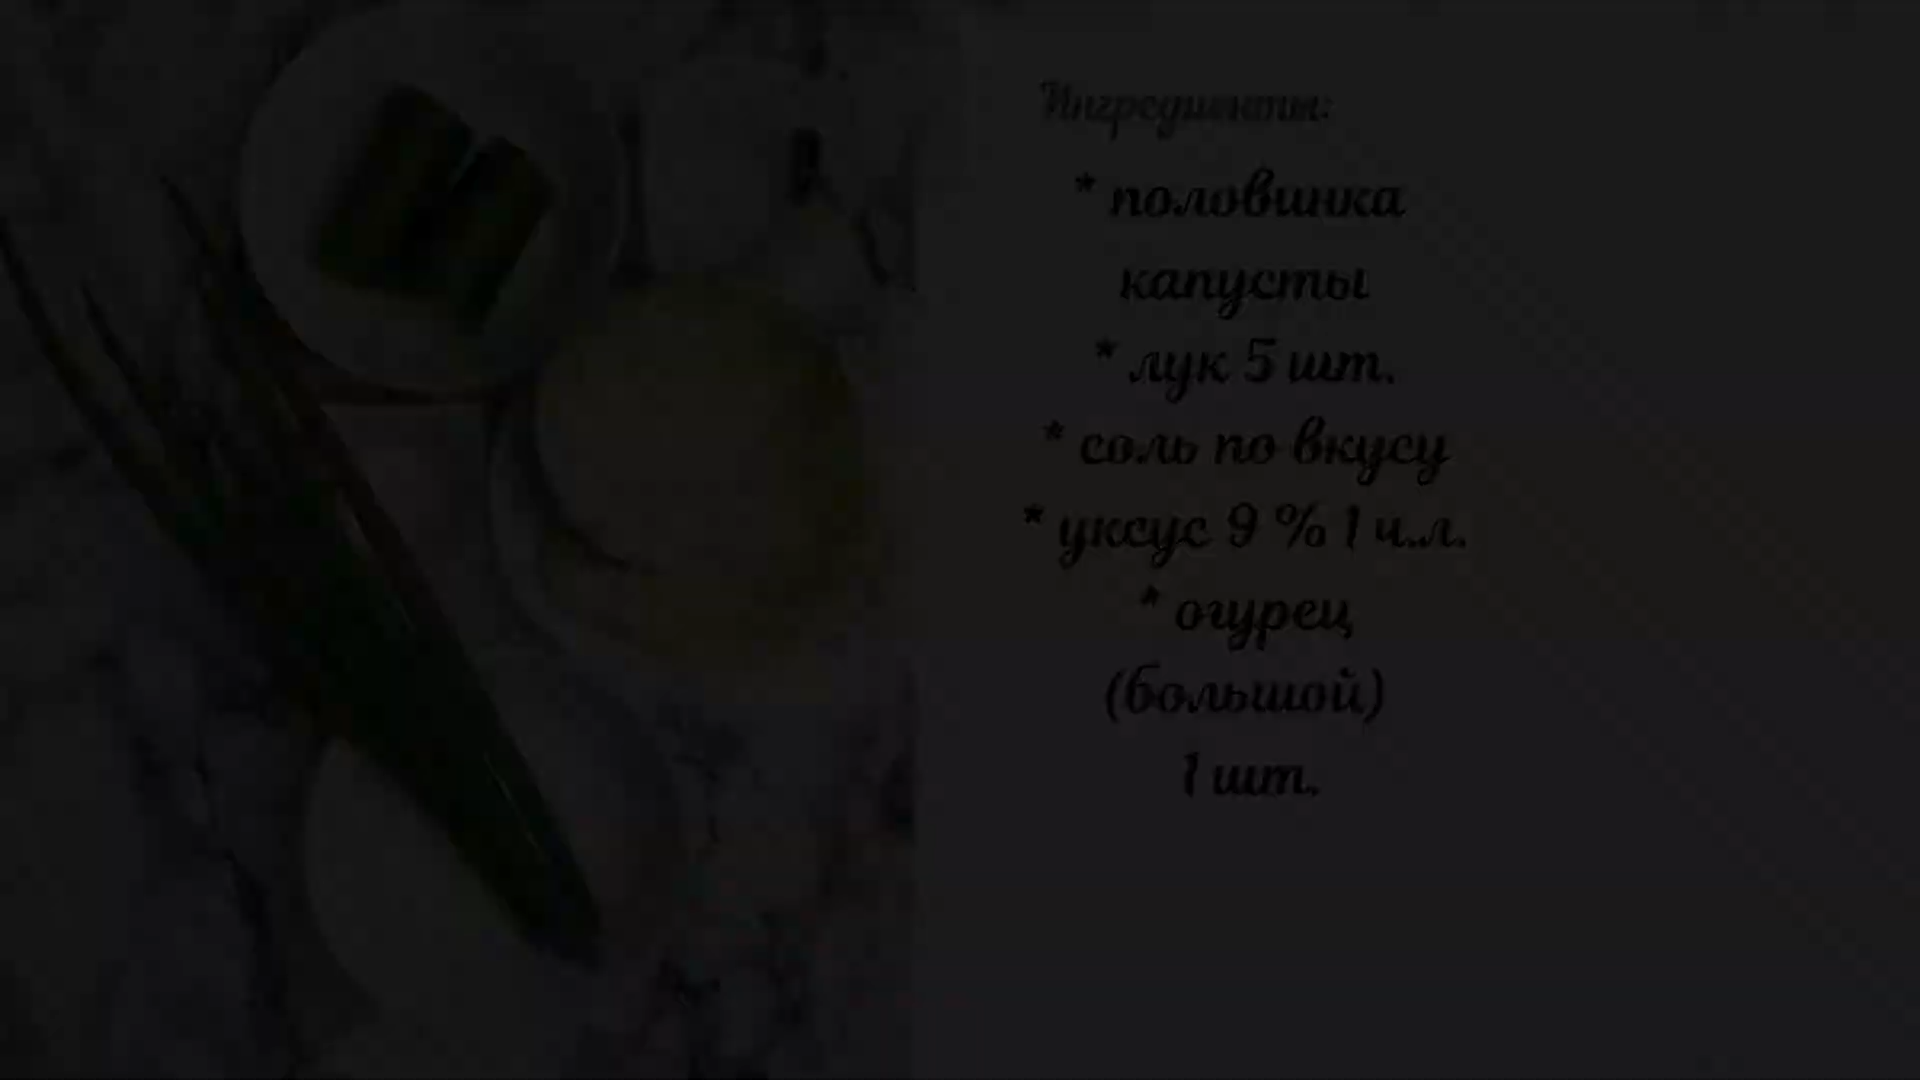 Ингредиенты:
* половинка
капусты
* лук 5 шт.
* соль по вкусу
* уксус 9 % 1 ч.л.
* огурец
(большой)
1 шт.